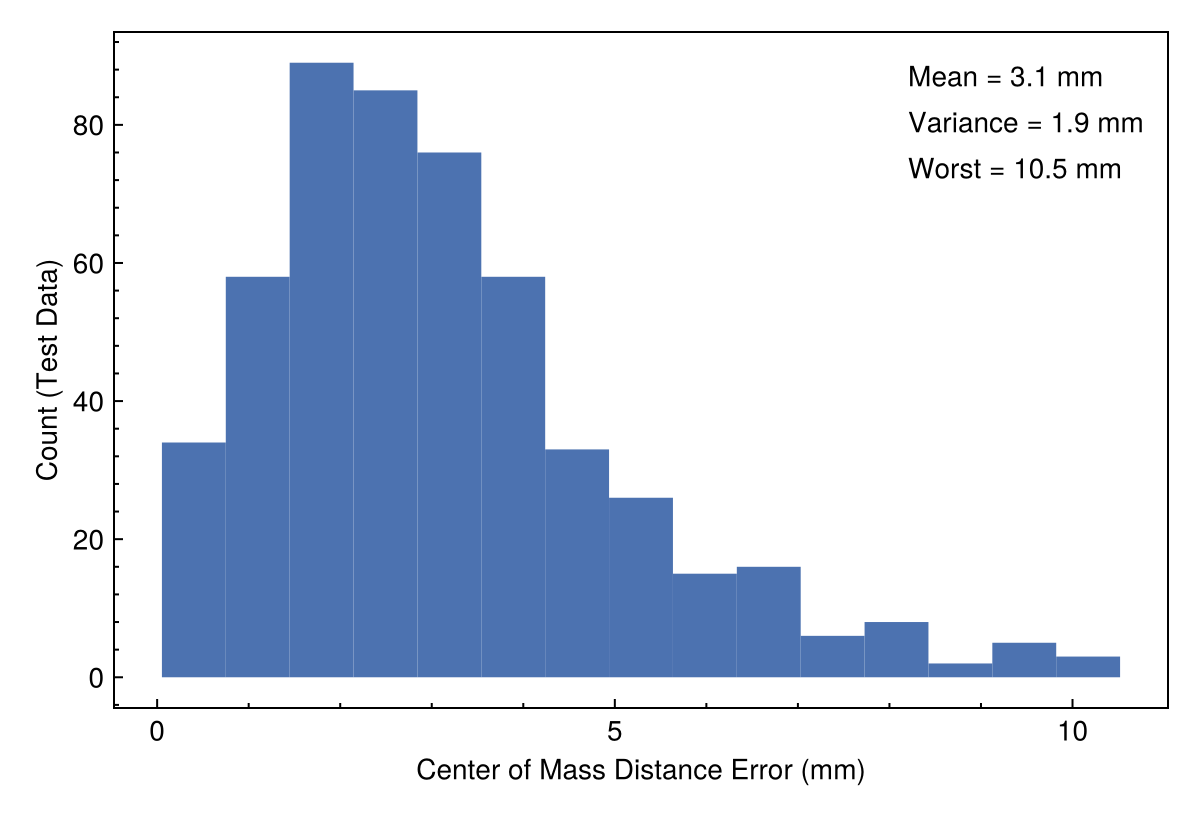 Mean = 3.1 mm
Variance = 1.9 mm
Worst = 10.5 mm
80
60
40
20
0
Count (Test Data)
0 5 10
Center of Mass Distance Error (mm)